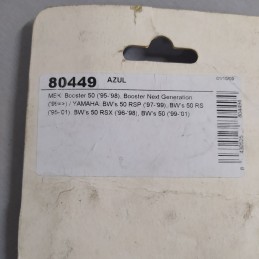 80449 AZUL
MBK Booster 50 ('95-'98), Booster Next Generation
('99=>) / YAMAHA: BW's 50 RSP ('97-'99), BW's 50 RS
('95-'01), BW's 50 RSX ('96-'98), BW's 50 ('99-'01)